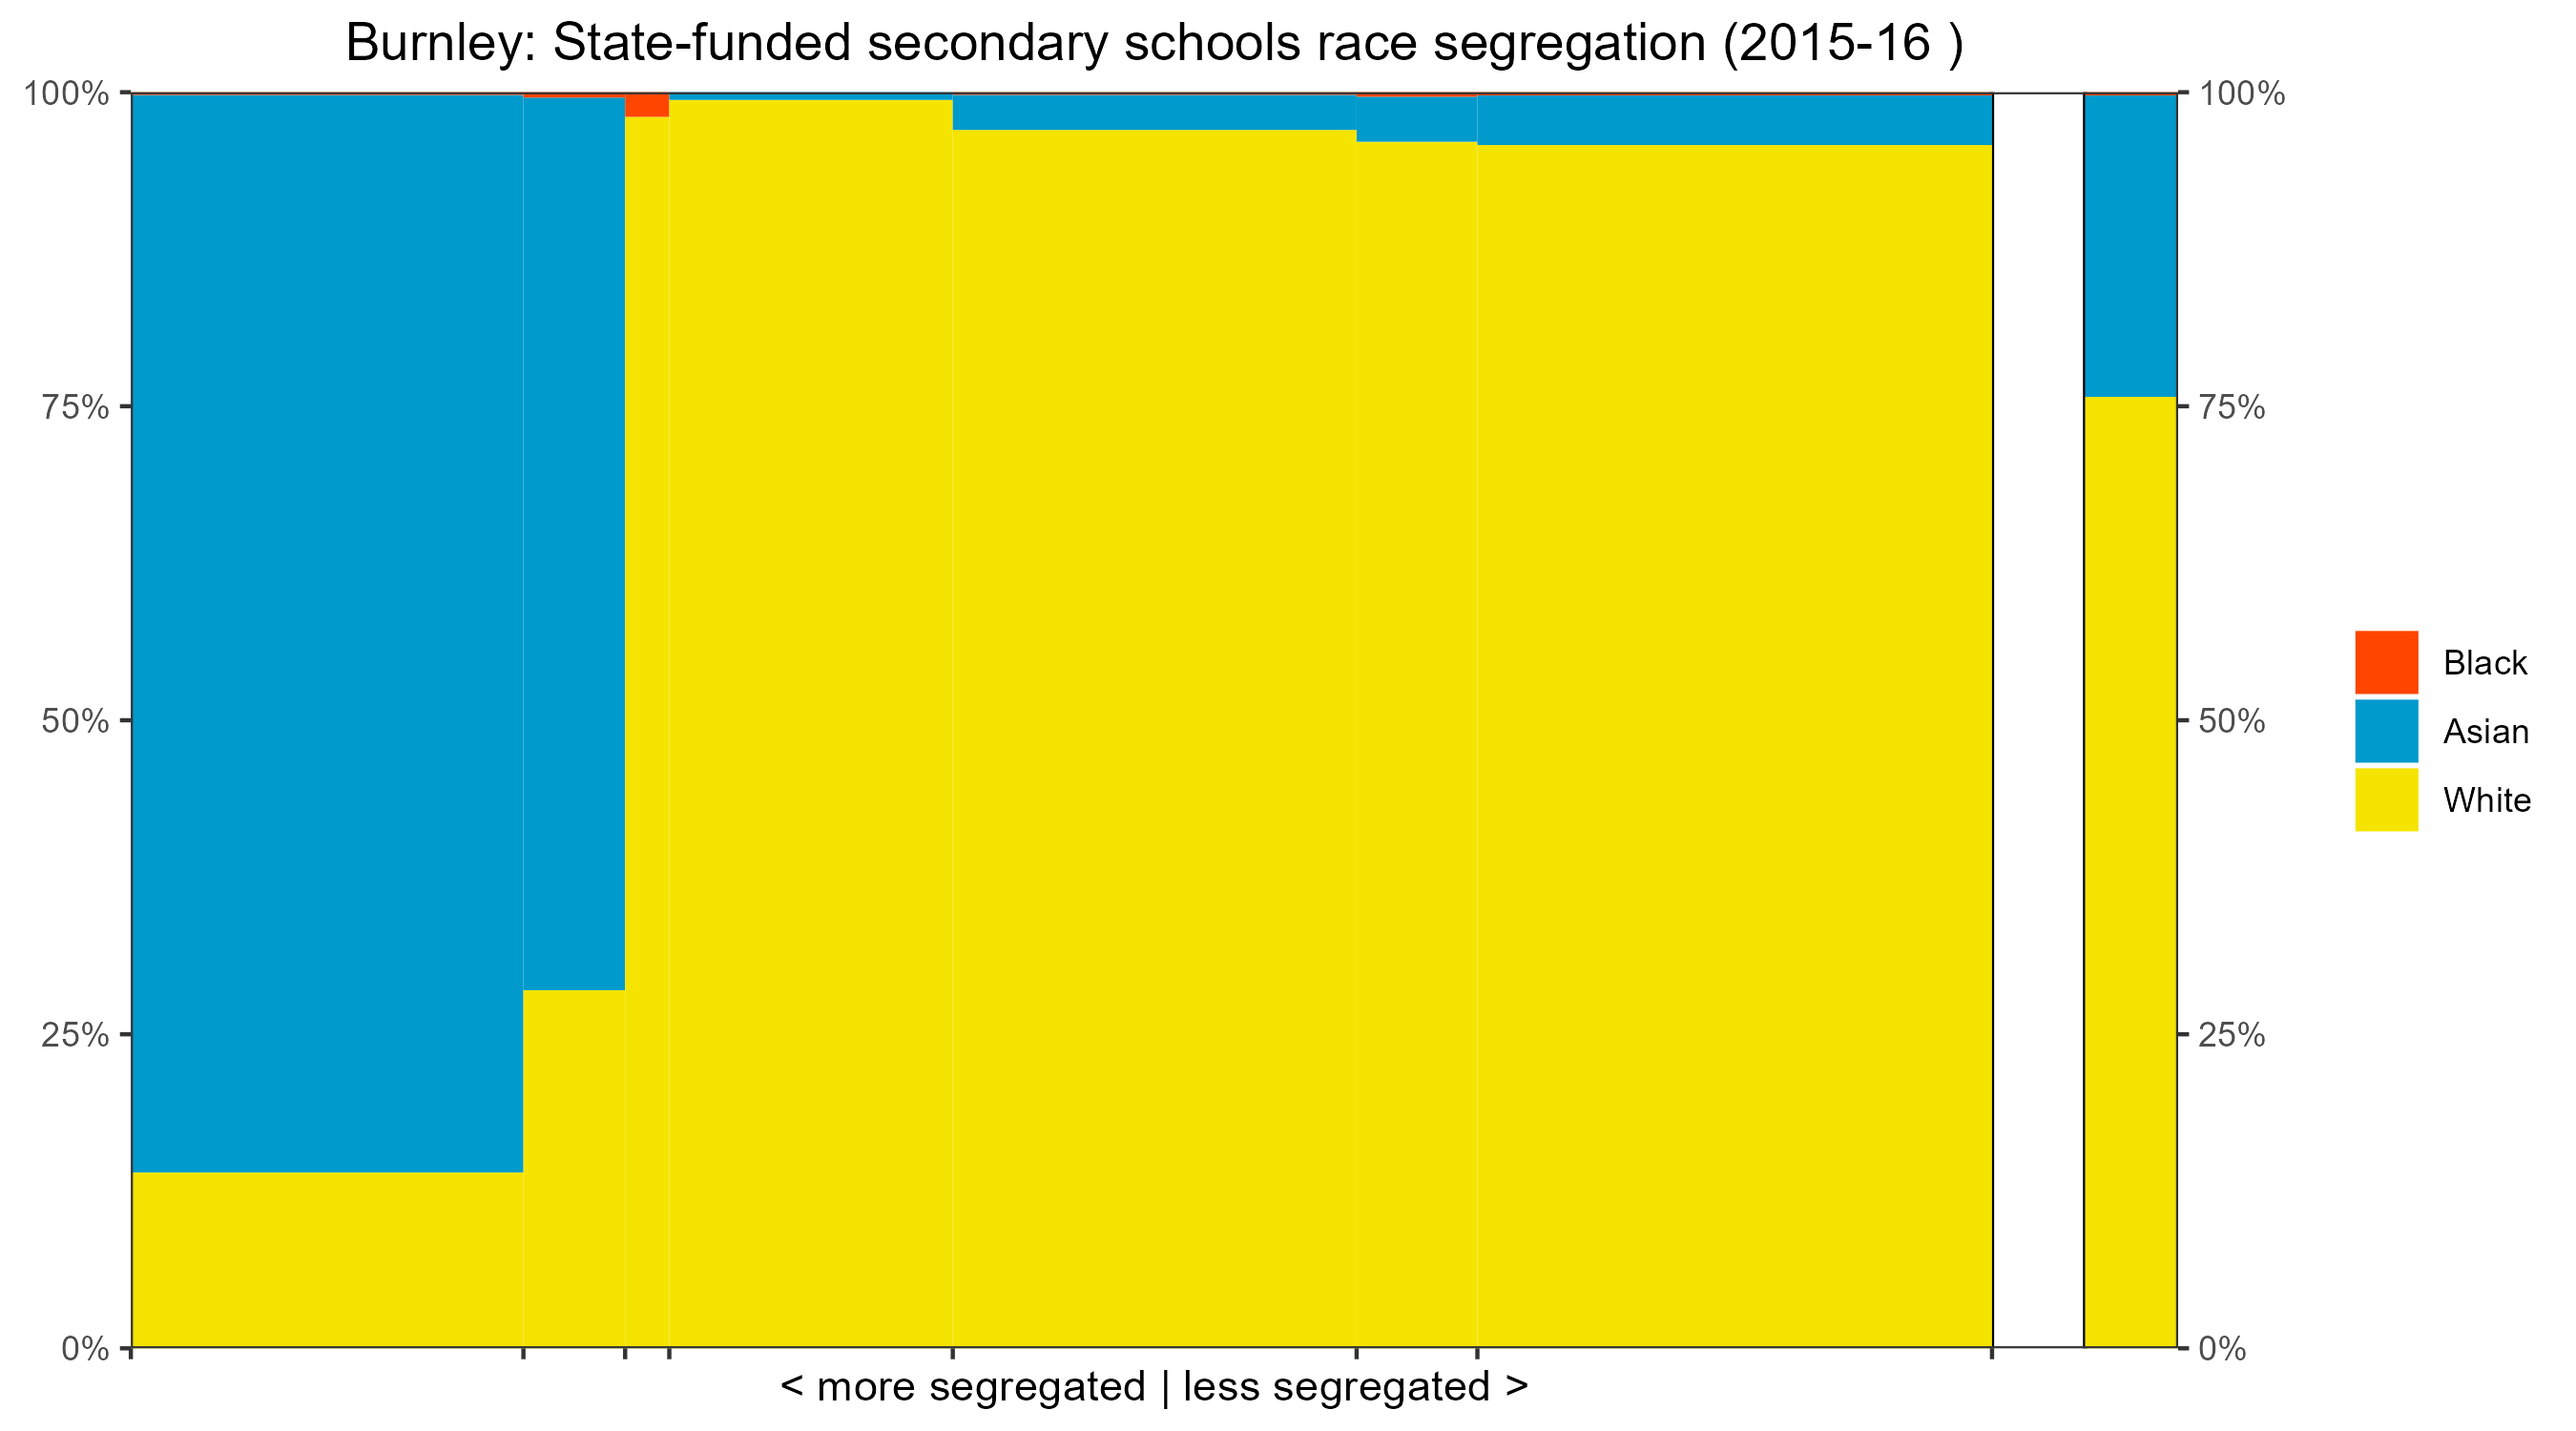 Burnley: State-funded secondary schools race segregation (2015-16 )
100%
75%
50%
25%
0%
100%
75%
50%
25%
0%
Black
Asian
White
< more segregated | less segregated >